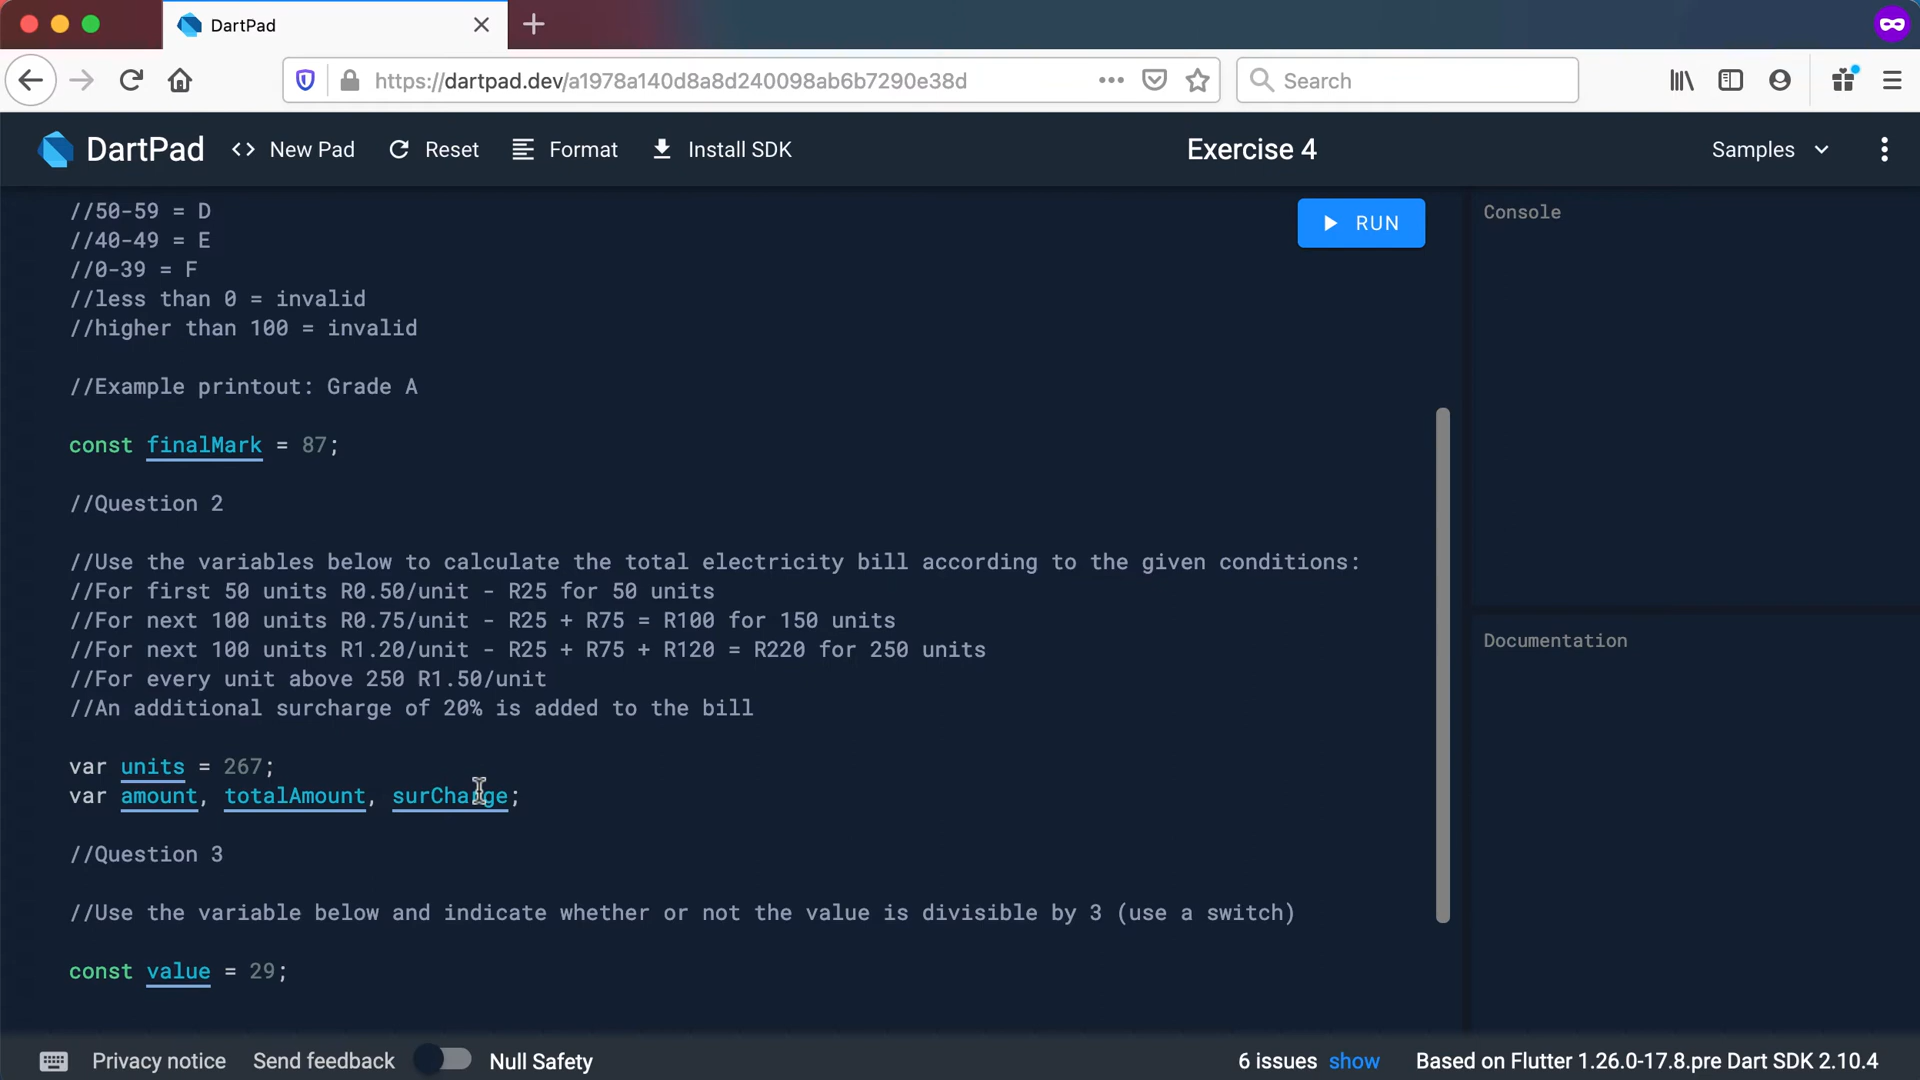 DartPad
https://dartpad.dev/a1978a140d8a8d240098ab6b7290e38d
Search
DartPad
<> New Pad
Reset
Format
Install SDK
Exercise 4
Samples
//50-59 = D
//40-49 = E
//0-39 = F
//less than 0 = invalid
//higher than 100 = invalid
//Example printout: Grade A
const finalMark = 87;
//Question 2
//Use the variables below to calculate the total electricity bill according to the given conditions:
//For first 50 units R0.50/unit - R25 for 50 units
//For next 100 units R0.75/unit - R25 + R75 = R100 for 150 units
//For next 100 units R1.20/unit - R25 + R75 + R120 = R220 for 250 units
//For every unit above 250 R1.50/unit
//An additional surcharge of 20% is added to the bill
var units = 267;
var amount, totalAmount, surCharge;
//Question 3
//Use the variable below and indicate whether or not the value is divisible by 3 (use a switch)
const value = 29;
RUN
Console
Documentation
Privacy notice
Send feedback
Null Safety
6 issues show
Based on Flutter 1.26.0-17.8.pre Dart SDK 2.10.4